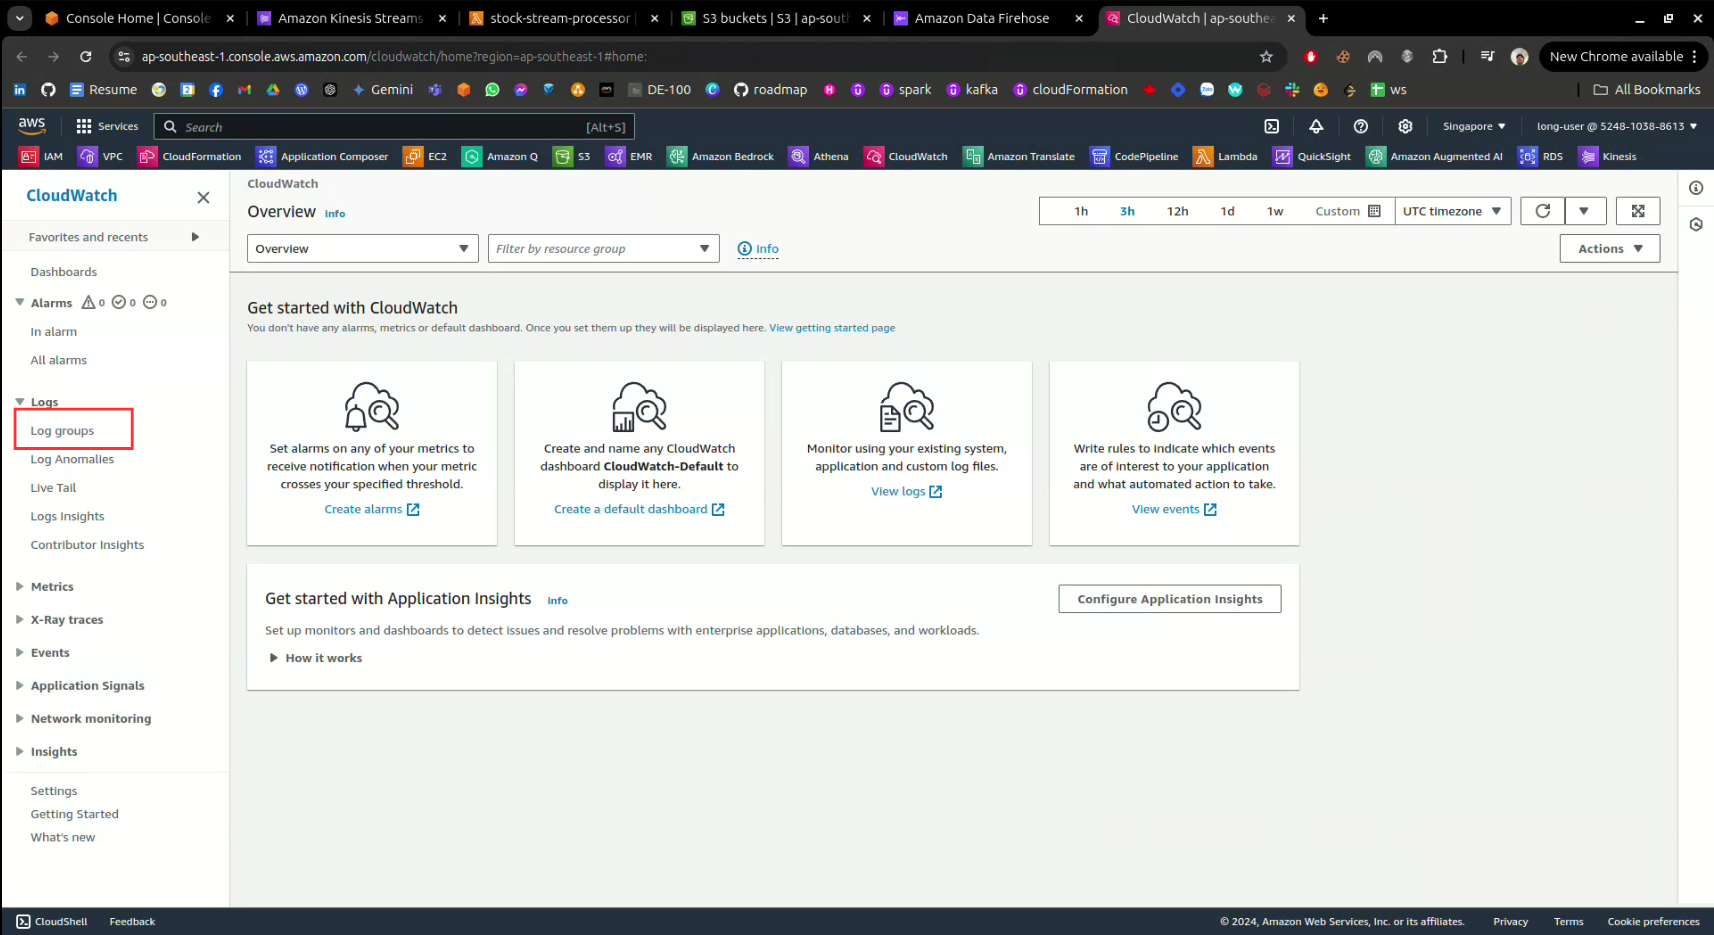 Console Home | Console
Amazon Kinesis Streams
stock-stream-processor
S3 buckets | S3 | ap-sout
Amazon Data Firehose
CloudWatch | ap-southea
ap-southeast-1.console.aws.amazon.com/cloudwatch/home?region=ap-southeast-1#home:
New Chrome available
Resume
Gemini
DE-100
roadmap
spark
kafka
cloudFormation
ws
All Bookmarks
aws
Services
Search
[Alt+S]
Singapore
long-user @ 5248-1038-8613
IAM
VPC
CloudFormation
Application Composer
EC2
Amazon Q
S3
EMR
Amazon Bedrock
Athena
CloudWatch
Amazon Translate
CodePipeline
Lambda
QuickSight
Amazon Augmented AI
RDS
Kinesis
CloudWatch
Favorites and recents
Dashboards
Alarms 0 0 0
In alarm
All alarms
Logs
Log groups
Log Anomalies
Live Tail
Logs Insights
Contributor Insights
Metrics
X-Ray traces
Events
Application Signals
Network monitoring
Insights
Settings
Getting Started
What's new
CloudWatch
Overview Info
1h
3h
12h
1d
1w
Custom
UTC timezone
Overview
Filter by resource group
Info
Actions
Get started with CloudWatch
You don't have any alarms, metrics or default dashboard. Once you set them up they will be displayed here. View getting started page
Set alarms on any of your metrics to
receive notification when your metric
crosses your specified threshold.
Create alarms
Create and name any CloudWatch
dashboard CloudWatch-Default to
display it here.
Create a default dashboard
Monitor using your existing system,
application and custom log files.
View logs
Write rules to indicate which events
are of interest to your application
and what automated action to take.
View events
Get started with Application Insights Info
Configure Application Insights
Set up monitors and dashboards to detect issues and resolve problems with enterprise applications, databases, and workloads.
How it works
CloudShell
Feedback
© 2024, Amazon Web Services, Inc. or its affiliates.
Privacy
Terms
Cookie preferences